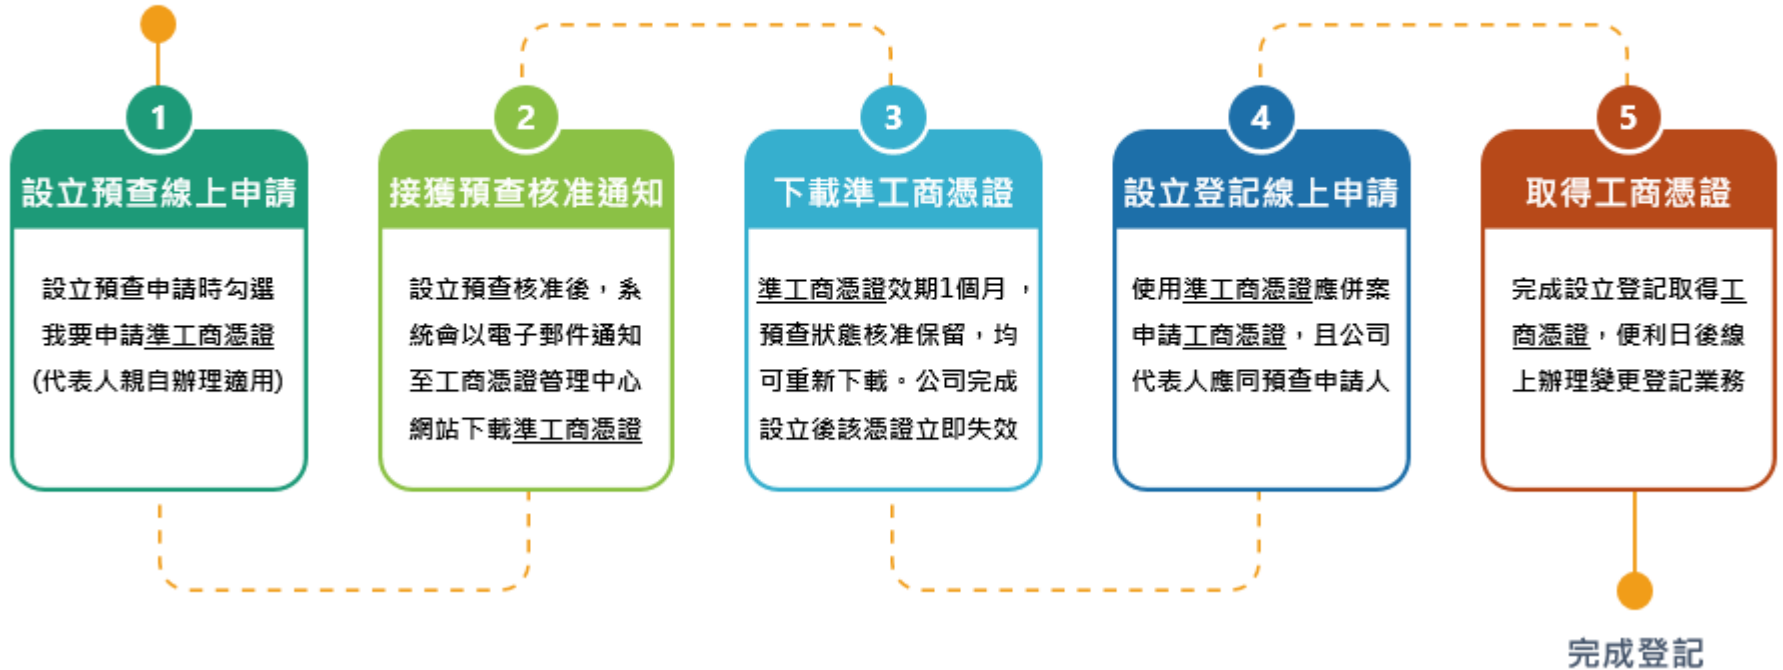 1
設立預查線上申請
設立預查申請時勾選
我要申請準工商憑證
(代表人親自辦理適用)
2
接獲預查核准通知
設立預查核准後，系
統會以電子郵件通知
至工商憑證管理中心
網站下載準工商憑證
3
下載準工商憑證
準工商憑證效期1個月，
預查狀態核准保留，均
可重新下載。公司完成
設立後該憑證立即失效
4
設立登記線上申請
使用準工商憑證應併案
申請工商憑證，且公司
代表人應同預查申請人
5
取得工商憑證
完成設立登記取得工
商憑證，便利日後線
上辦理變更登記業務
完成登記